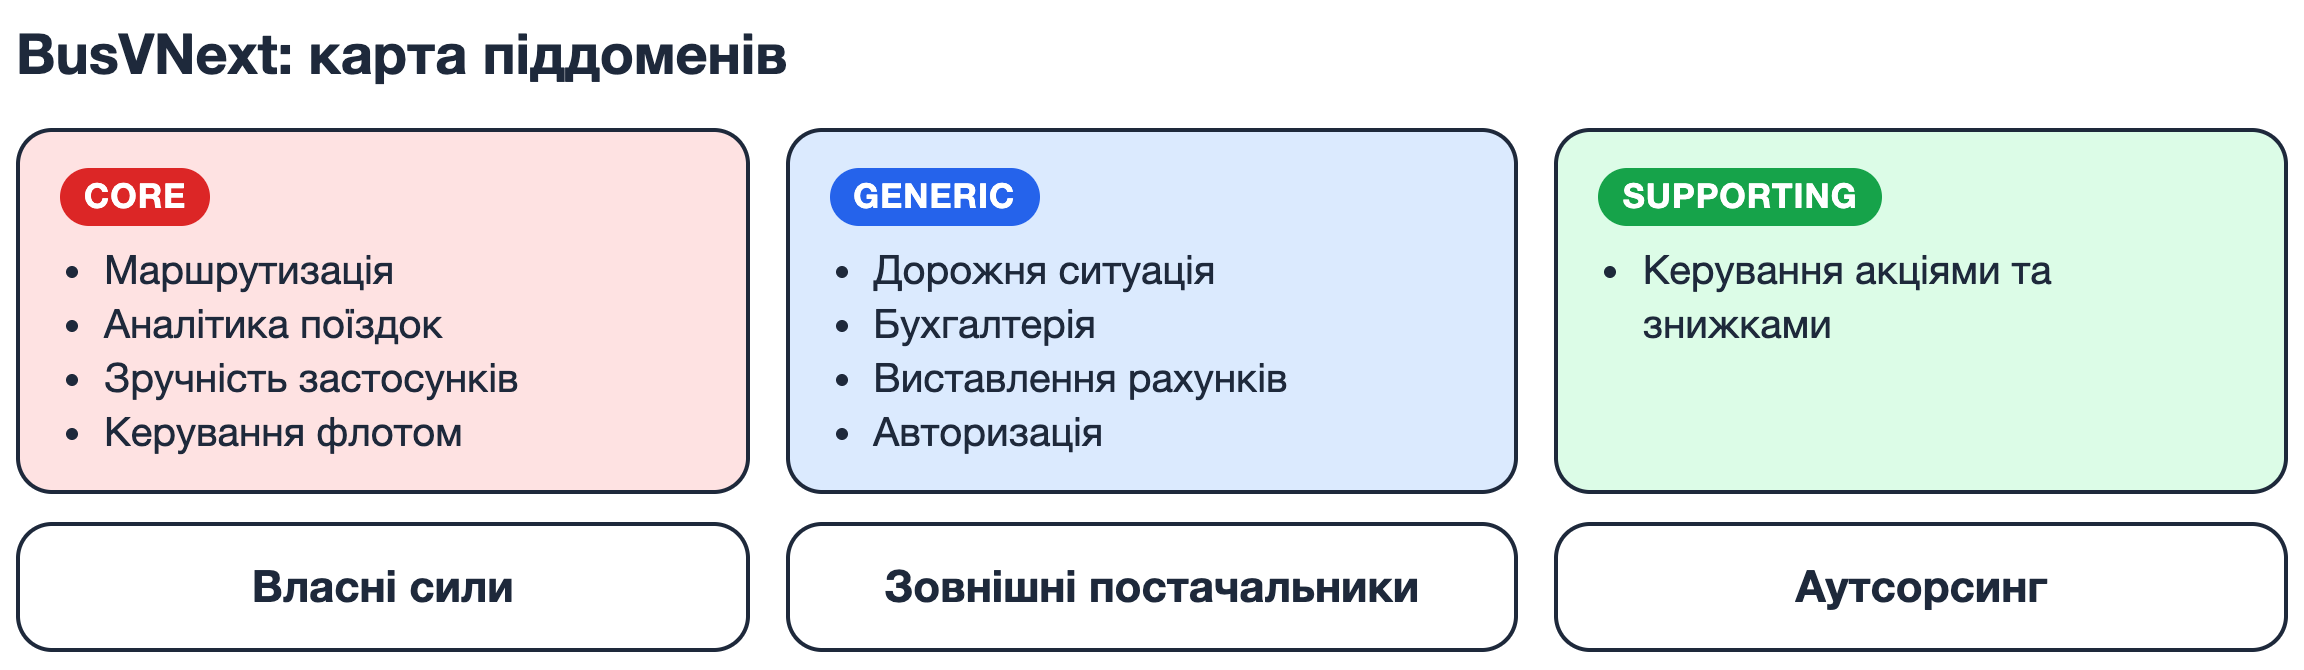 BusVNext: карта піддоменів
CORE
• Маршрутизація
• Аналітика поїздок
• Зручність застосунків
• Керування флотом
GENERIC
• Дорожня ситуація
• Бухгалтерія
• Виставлення рахунків
• Авторизація
SUPPORTING
• Керування акціями та
знижками
Власні сили
Зовнішні постачальники
Аутсорсинг